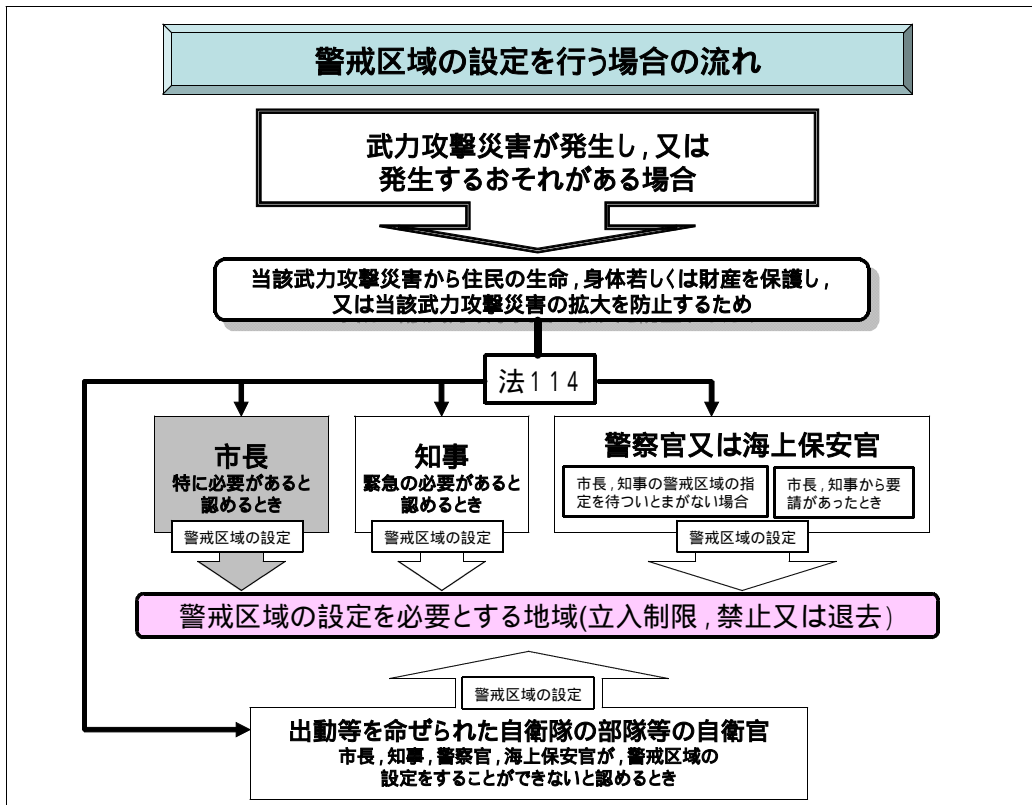 警戒区域の設定を行う場合の流れ
武力攻撃災害が発生し,又は
発生するおそれがある場合
当該武力攻撃災害から住民の生命,身体若しくは財産を保護し,
又は当該武力攻撃災害の拡大を防止するため
法114
市長
特に必要があると
認めるとき
警戒区域の設定
知事
緊急の必要があると
認めるとき
警戒区域の設定
警察官又は海上保安官
市長,知事の警戒区域の指
定を待ついとまがない場合
市長,知事から要
請があったとき
警戒区域の設定
警戒区域の設定を必要とする地域(立入制限,禁止又は退去)
警戒区域の設定
出動等を命ぜられた自衛隊の部隊等の自衛官
市長,知事,警察官,海上保安官が,警戒区域の
設定をすることができないと認めるとき